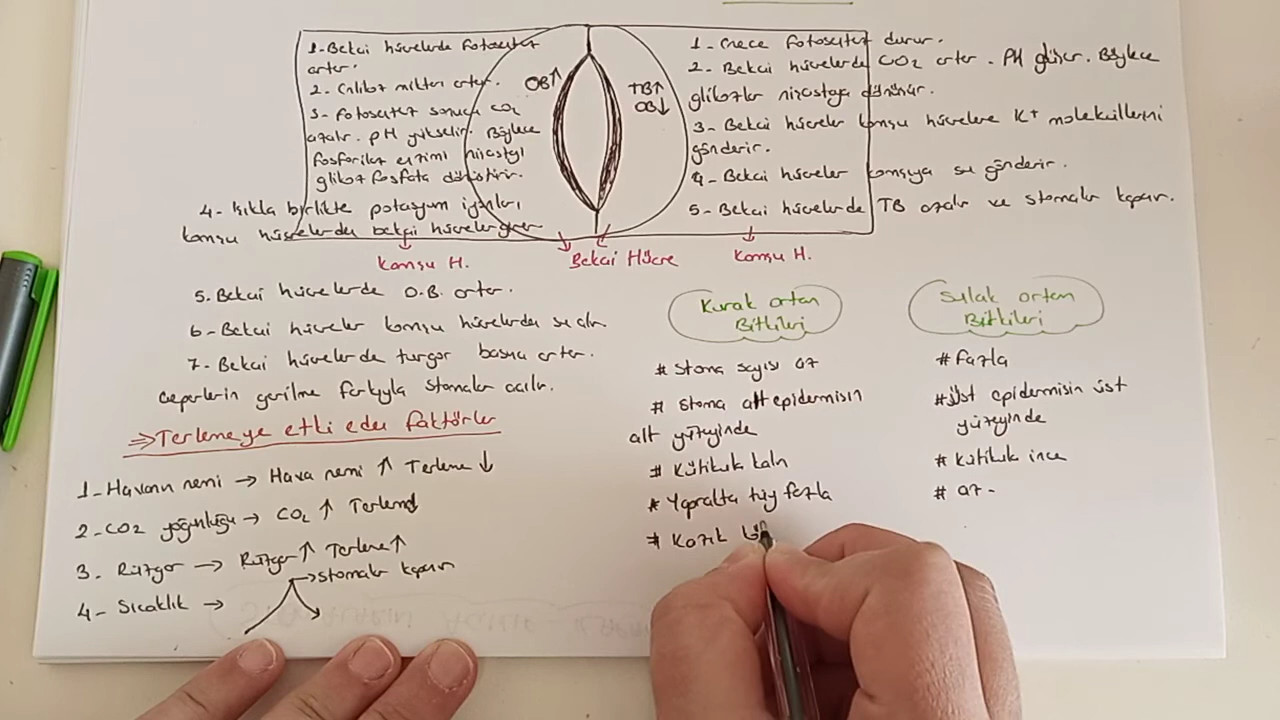 1- Bekçi hücrelerde fotosentez
artar.
2- Glikoz miktarı artar.
3- Fotosentez sonucu CO2
azalır. pH yükselir. Böylece
fosforilaz enzimi nişastayı
glikoz fosfata dönüştürür.
4- Işıkla birlikte potasyum iyonları
komşu hücrelerden bekçi hücrelere girer
OB↑
TB↑
OB↓
1- Gece fotosentez durur.
2- Bekçi hücrelerde CO2 artar. PH düşer. Böylece
glikozlar nişastaya dönüşür.
3- Bekçi hücreler komşu hücrelere K+ moleküllerini
gönderir.
4- Bekçi hücreler komşuya su gönderir.
5- Bekçi hücrelerde TB azalır ve stomalar kapanır.
Komşu H.
Bekçi Hücre
Komşu H.
5. Bekçi hücrelerde O.B. artar.
6- Bekçi hücreler komşu hücrelerden su alır.
7- Bekçi hücrelerde turgor basıncı artar.
Çeperlerin gerilme farkıyla stomalar açılır.
⇒ Terlemeye etki eden faktörler
1- Havanın nemi → Hava nemi ↑ Terleme ↓
2- CO2 yoğunluğu → CO2 ↑ Terleme↓
3. Rüzgar → Rüzgar↑ Terleme↑
4- Sıcaklık →
→ stomalar kapanır
Kurak ortam
Bitkileri
# Stoma sayısı az
# Stoma alt epidermisin
alt yüzeyinde
# Kütikula kalın
# Yaprakta tüy fazla
# Kazık
Sulak ortam
Bitkileri
# Fazla
# Üst epidermisin üst
yüzeyinde
# Kütikula ince
# az -